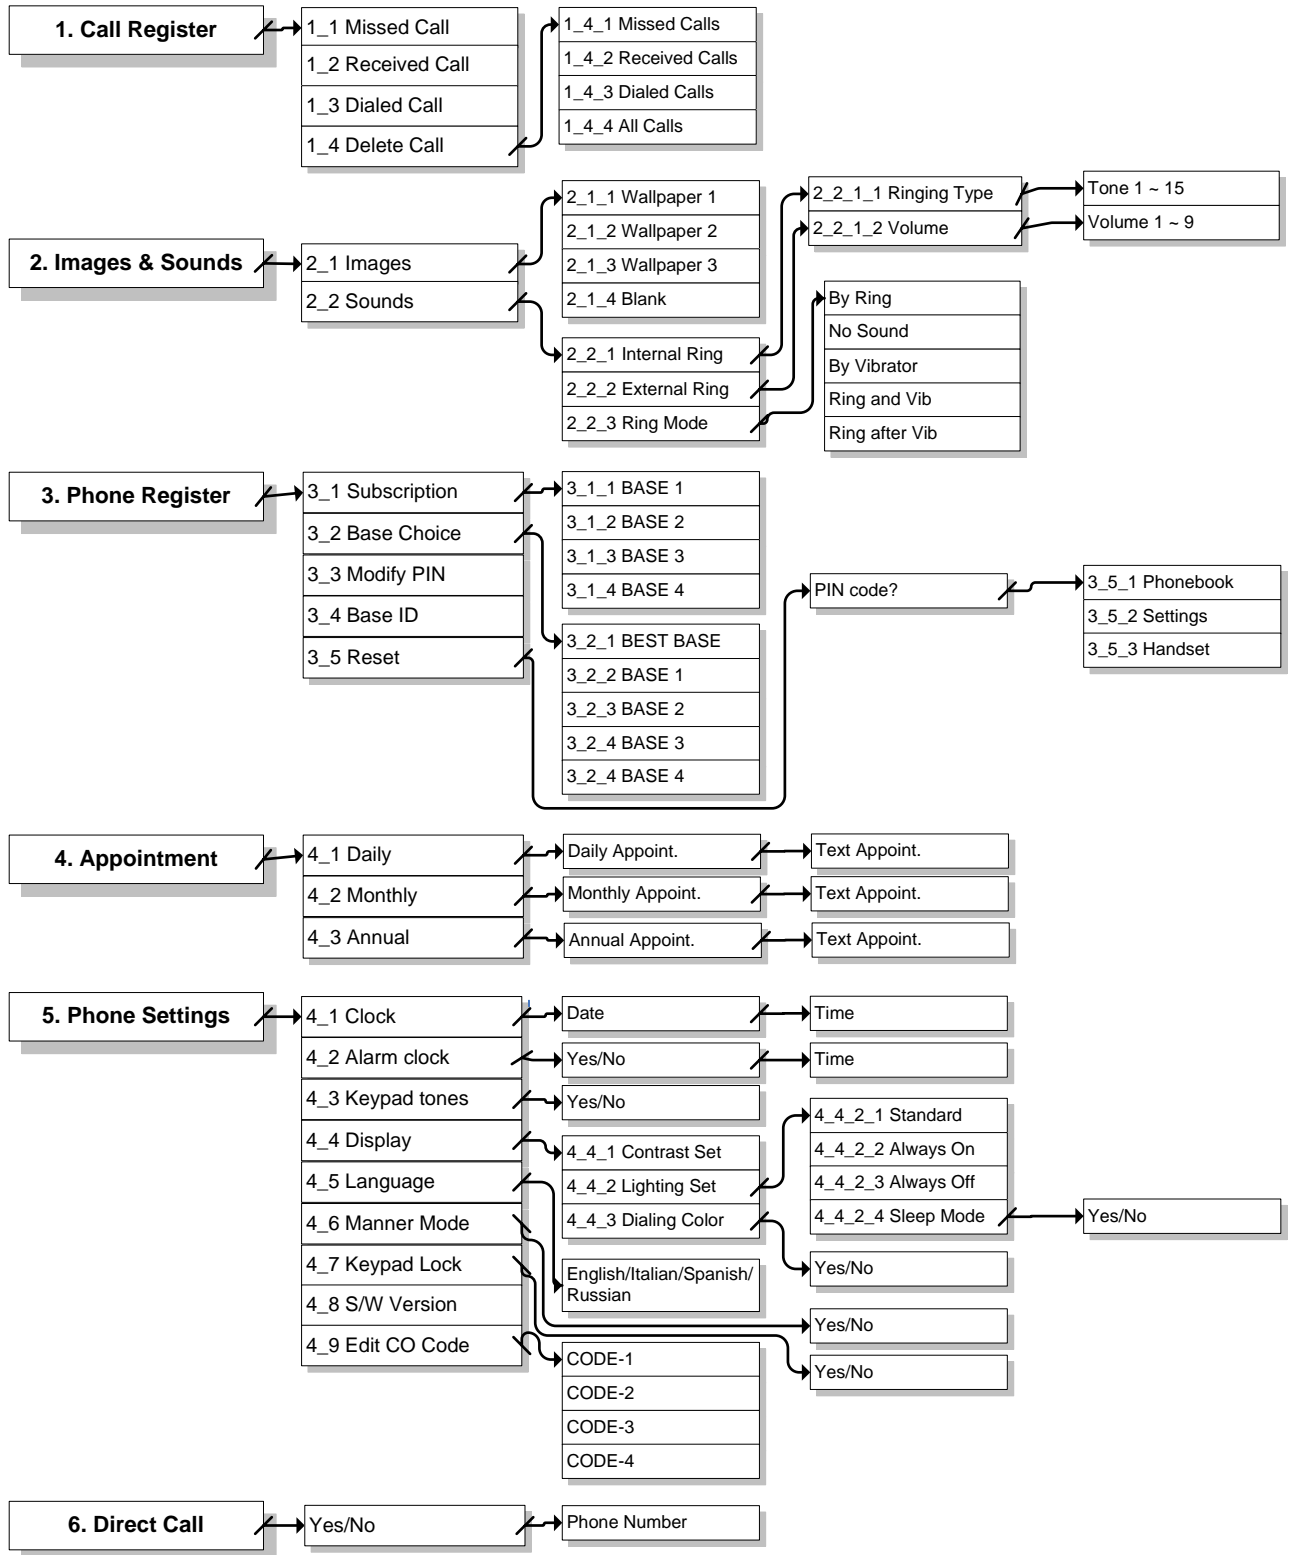 1. Call Register
1_1 Missed Call
1_2 Received Call
1_3 Dialed Call
1_4 Delete Call
1_4_1 Missed Calls
1_4_2 Received Calls
1_4_3 Dialed Calls
1_4_4 All Calls
2. Images & Sounds
2_1 Images
2_2 Sounds
2_1_1 Wallpaper 1
2_1_2 Wallpaper 2
2_1_3 Wallpaper 3
2_1_4 Blank
2_2_1 Internal Ring
2_2_2 External Ring
2_2_3 Ring Mode
2_2_1_1 Ringing Type
2_2_1_2 Volume
Tone 1 ~ 15
Volume 1 ~ 9
By Ring
No Sound
By Vibrator
Ring and Vib
Ring after Vib
3. Phone Register
3_1 Subscription
3_2 Base Choice
3_3 Modify PIN
3_4 Base ID
3_5 Reset
3_1_1 BASE 1
3_1_2 BASE 2
3_1_3 BASE 3
3_1_4 BASE 4
3_2_1 BEST BASE
3_2_2 BASE 1
3_2_3 BASE 2
3_2_4 BASE 3
3_2_4 BASE 4
PIN code?
3_5_1 Phonebook
3_5_2 Settings
3_5_3 Handset
4. Appointment
4_1 Daily
4_2 Monthly
4_3 Annual
Daily Appoint.
Text Appoint.
Monthly Appoint.
Text Appoint.
Annual Appoint.
Text Appoint.
5. Phone Settings
4_1 Clock
4_2 Alarm clock
4_3 Keypad tones
4_4 Display
4_5 Language
4_6 Manner Mode
4_7 Keypad Lock
4_8 S/W Version
4_9 Edit CO Code
Date
Time
Yes/No
Time
Yes/No
4_4_1 Contrast Set
4_4_2 Lighting Set
4_4_3 Dialing Color
4_4_2_1 Standard
4_4_2_2 Always On
4_4_2_3 Always Off
4_4_2_4 Sleep Mode
Yes/No
Yes/No
English/Italian/Spanish/
Russian
Yes/No
Yes/No
CODE-1
CODE-2
CODE-3
CODE-4
6. Direct Call
Yes/No
Phone Number